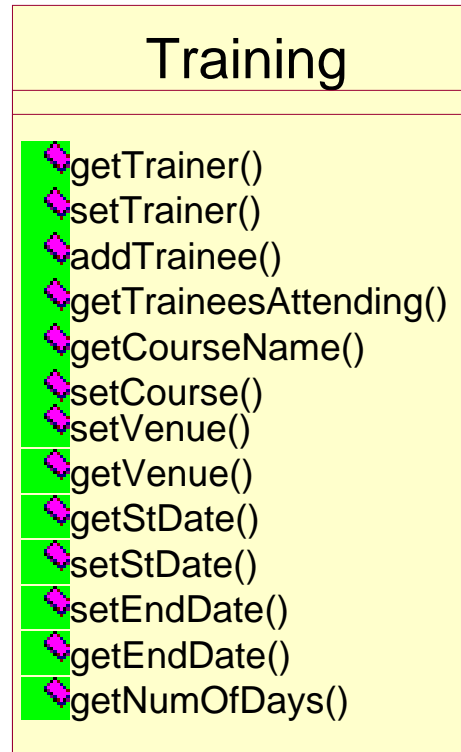 Training
getTrainer()
setTrainer()
addTrainee()
getTraineesAttending()
getCourseName()
setCourse()
setVenue()
getVenue()
getStDate()
setStDate()
setEndDate()
getEndDate()
getNumOfDays()